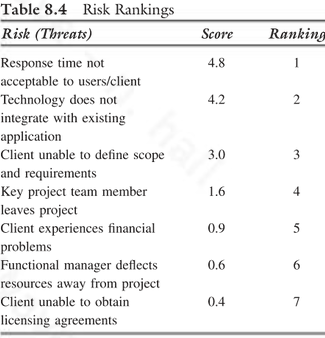 Table 8.4 Risk Rankings
Risk (Threats) Score Ranking
Response time not 4.8 1
acceptable to users/client
Technology does not 4.2 2
integrate with existing
application
Client unable to define scope 3.0 3
and requirements
Key project team member 1.6 4
leaves project
Client experiences financial 0.9 5
problems
Functional manager deflects 0.6 6
resources away from project
Client unable to obtain 0.4 7
licensing agreements